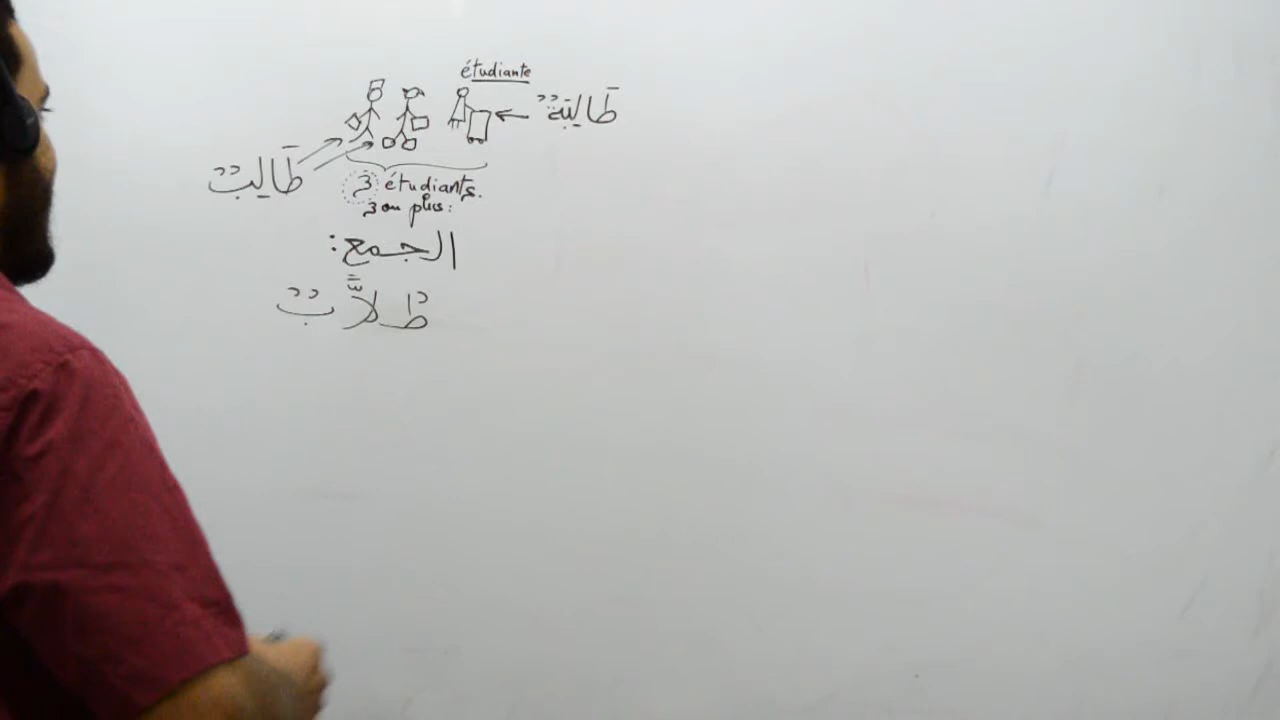 étudiante
طَالِبَةٌ
طَالِبٌ
3 étudiants.
3 ou plus:
الجمع:
طُلَّابٌ